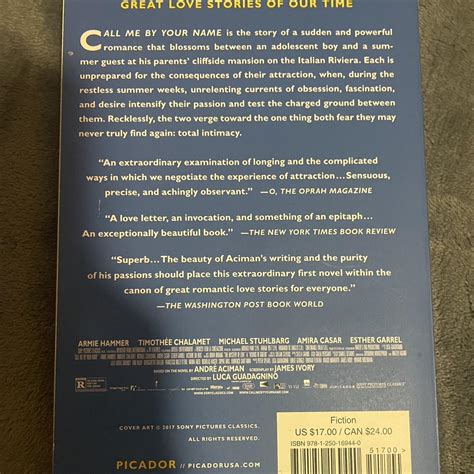 GREAT LOVE STORIES OF OUR TIME
CALL ME BY YOUR NAME is the story of a sudden and powerful
romance that blossoms between an adolescent boy and a sum-
mer guest at his parents' cliffside mansion on the Italian Riviera. Each is
unprepared for the consequences of their attraction, when, during the
restless summer weeks, unrelenting currents of obsession, fascination,
and desire intensify their passion and test the charged ground between
them. Recklessly, the two verge toward the one thing both fear they may
never truly find again: total intimacy.
"An extraordinary examination of longing and the complicated
ways in which we negotiate the experience of attraction... Sensuous,
precise, and achingly observant." —O, THE OPRAH MAGAZINE
"A love letter, an invocation, and something of an epitaph...
An exceptionally beautiful book." —THE NEW YORK TIMES BOOK REVIEW
"Superb... The beauty of Aciman's writing and the purity
of his passions should place this extraordinary first novel within the
canon of great romantic love stories for everyone."
—THE WASHINGTON POST BOOK WORLD
ARMIE HAMMER TIMOTHÉE CHALAMET MICHAEL STUHLBARG AMIRA CASAR ESTHER GARREL
BASED ON THE NOVEL BY ANDRÉ ACIMAN SCREENPLAY BY JAMES IVORY
DIRECTED BY LUCA GUADAGNINO
R
COVER ART © 2017 SONY PICTURES CLASSICS.
ALL RIGHTS RESERVED.
PICADOR // PICADORUSA.COM
Fiction
US $17.00 / CAN $24.00
ISBN 978-1-250-16944-0
51700